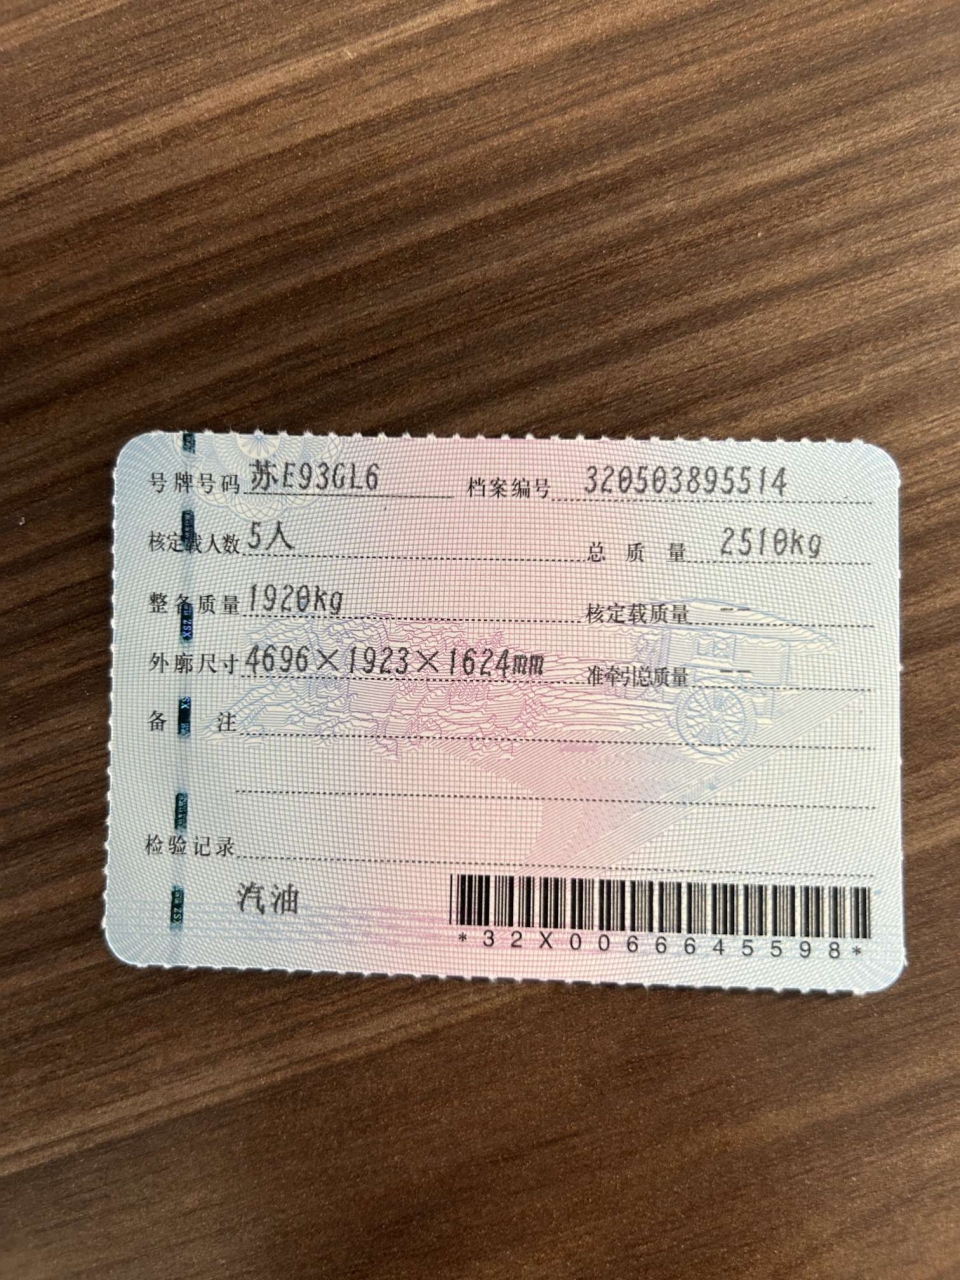 号牌号码 苏E93GL6 档案编号 320503895514
核定载人数 5人 总质量 2510kg
整备质量 1920kg 核定载质量 --
外廓尺寸 4696×1923×1624mm 准牵引总质量 --
备注
检验记录
汽油
*32X0066645598*